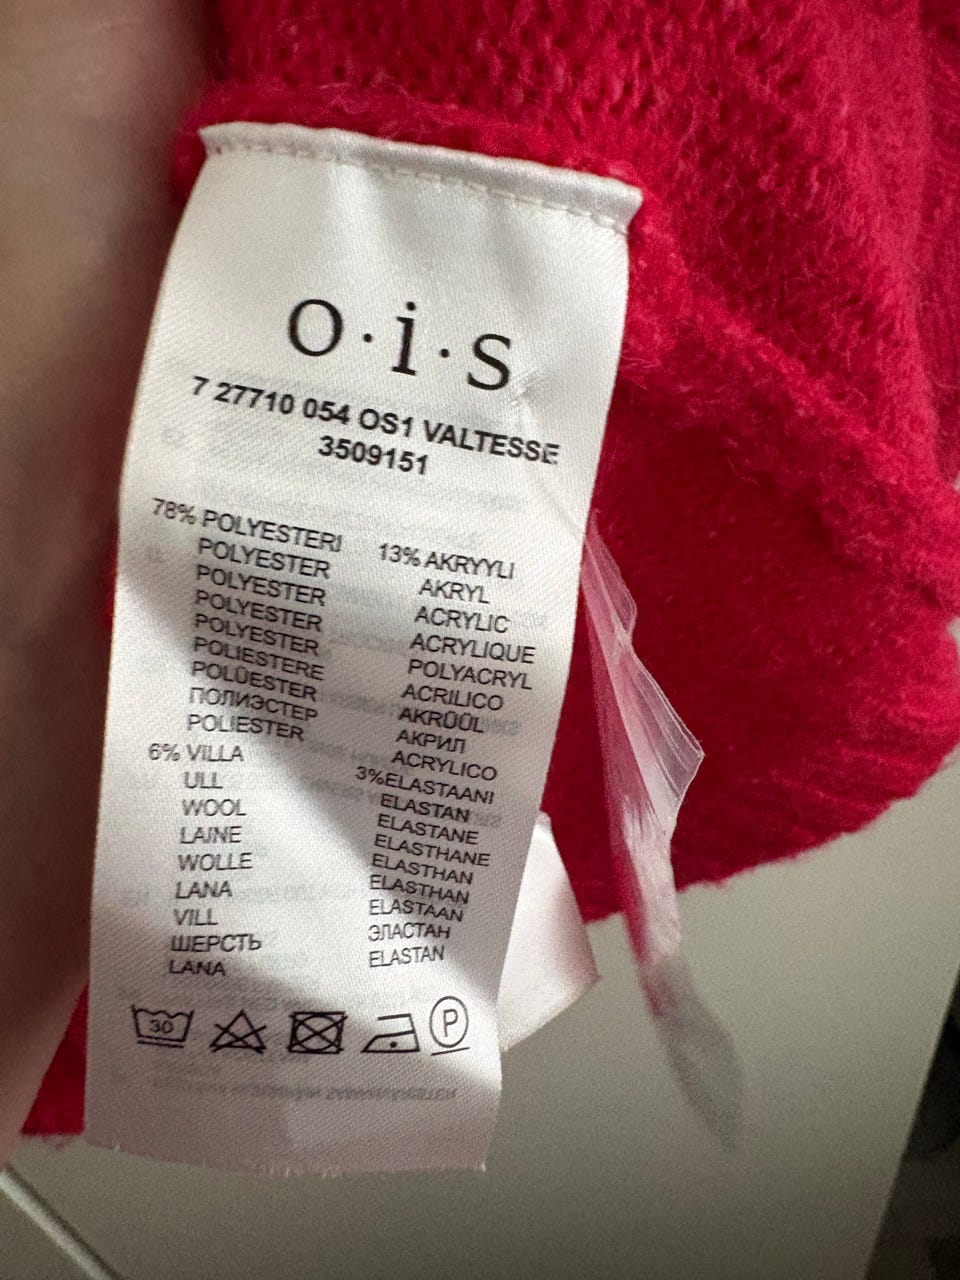 o·i·s
7 27710 054 OS1 VALTESSE
3509151
78% POLYESTERI
POLYESTER
POLYESTER
POLYESTER
POLYESTER
POLIESTERE
POLÜESTER
ПОЛИЭСТЕР
POLIESTER
6% VILLA
ULL
WOOL
LAINE
WOLLE
LANA
VILL
ШЕРСТЬ
LANA
13% AKRYYLI
AKRYL
ACRYLIC
ACRYLIQUE
POLYACRYL
ACRILICO
AKRÜÜL
АКРИЛ
ACRYLICO
3%ELASTAANI
ELASTAN
ELASTANE
ELASTHANE
ELASTHAN
ELASTHAN
ELASTAAN
ЭЛАСТАН
ELASTAN
30
P